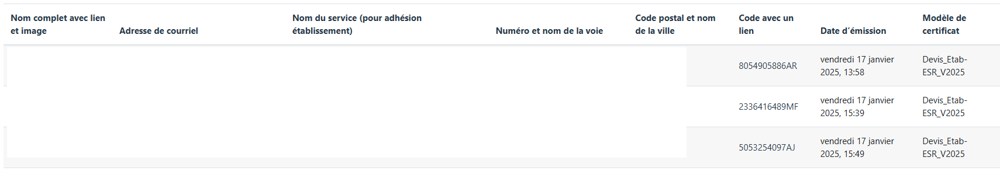 Nom complet avec lien
et image
Adresse de courriel
Nom du service (pour adhésion
établissement)
Numéro et nom de la voie
Code postal et nom
de la ville
Code avec un
lien
Date d’émission
Modèle de
certificat
8054905886AR
vendredi 17 janvier
2025, 13:58
Devis_Etab-
ESR_V2025
2336416489MF
vendredi 17 janvier
2025, 15:39
Devis_Etab-
ESR_V2025
5053254097AJ
vendredi 17 janvier
2025, 15:49
Devis_Etab-
ESR_V2025